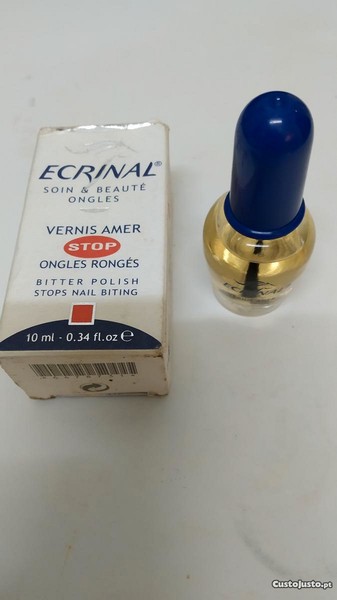 ECRINAL®
SOIN & BEAUTÉ
ONGLES
VERNIS AMER
STOP
ONGLES RONGÉS
BITTER POLISH
STOPS NAIL BITING
10 ml - 0.34 fl.oz e
ECRINAL
CustoJusto.pt